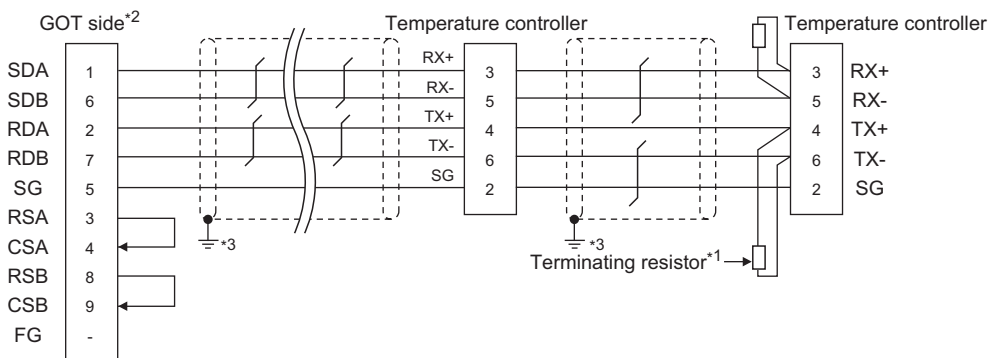 GOT side*2 Temperature controller Temperature controller
SDA 1 RX+ 3 3 RX+
SDB 6 RX- 5 5 RX-
RDA 2 TX+ 4 4 TX+
RDB 7 TX- 6 6 TX-
SG 5 SG 2 2 SG
RSA 3
CSA 4 *3 *3
Terminating resistor*1
RSB 8
CSB 9
FG -